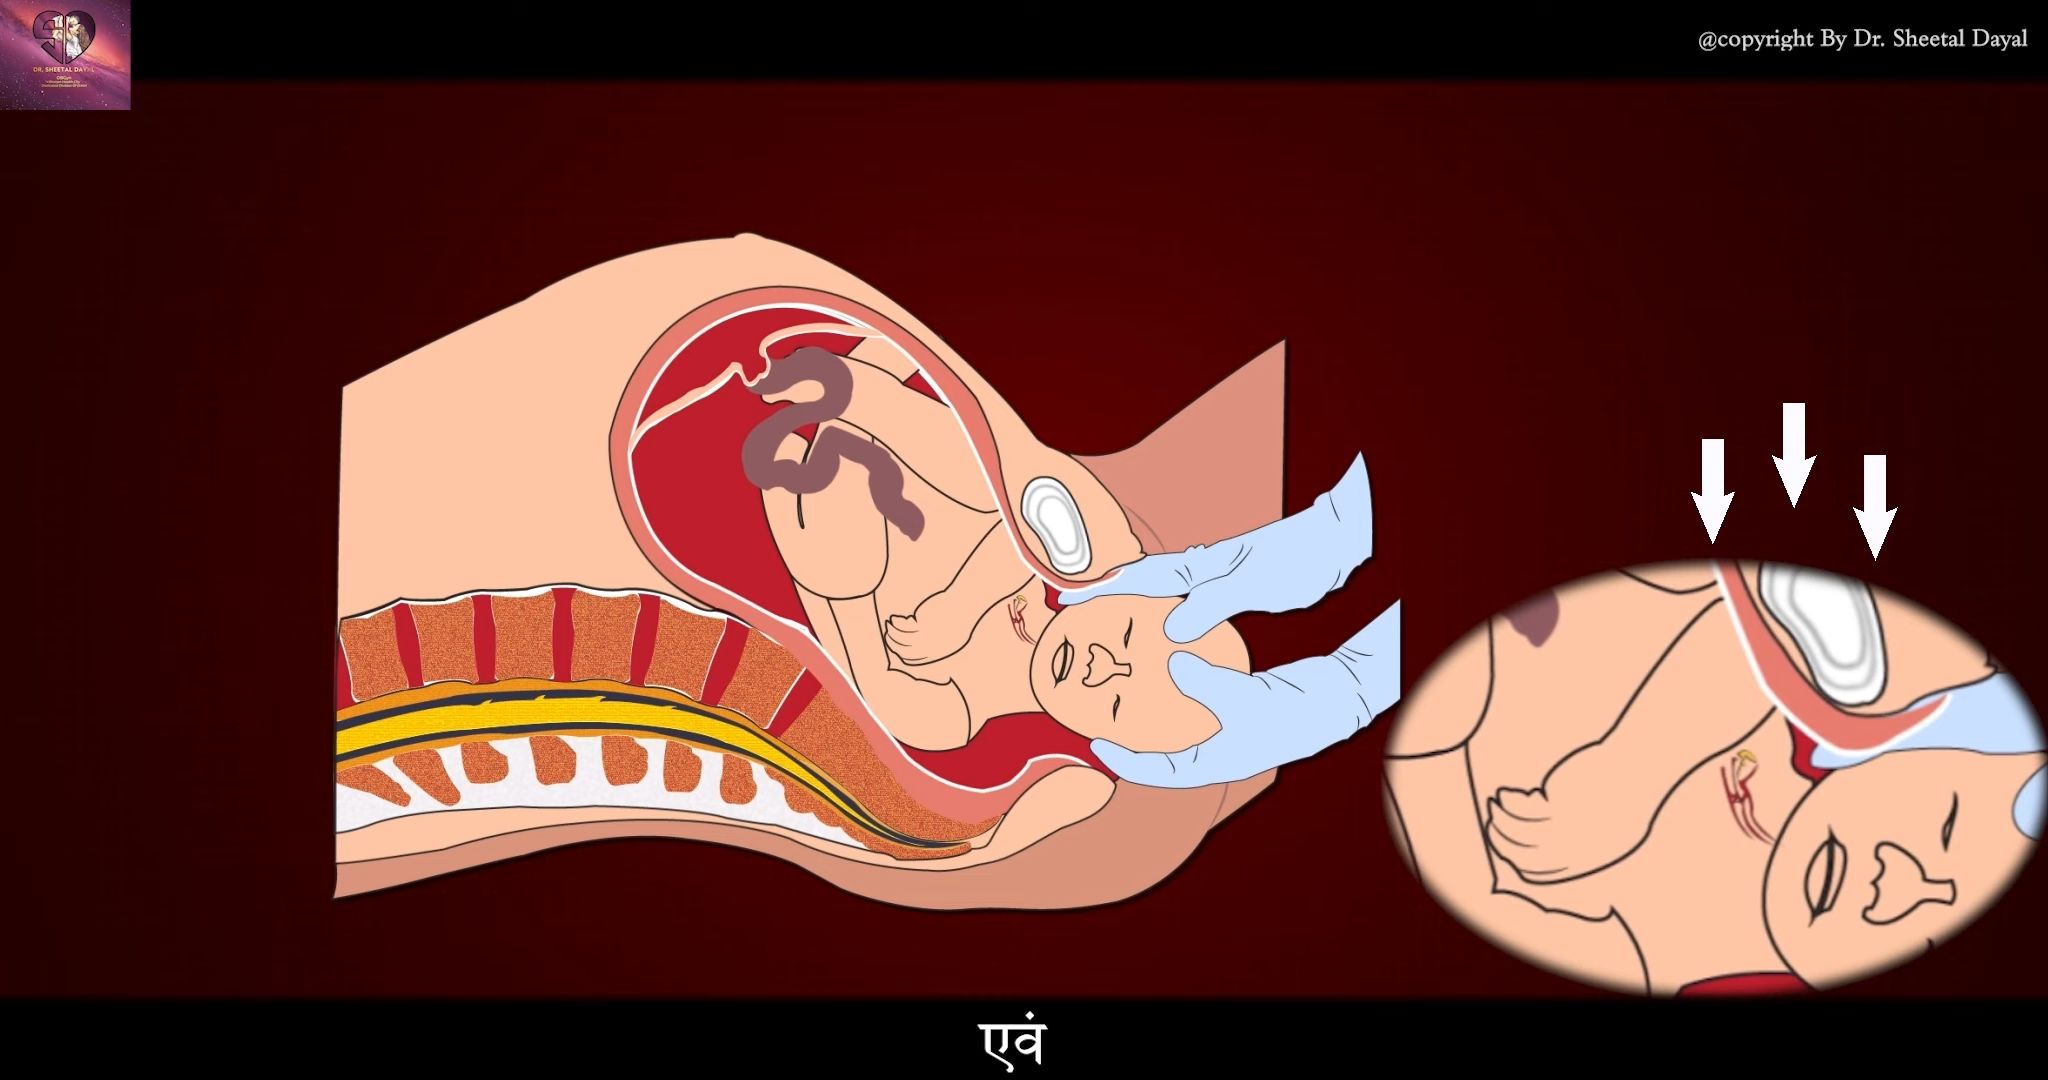 DR. SHEETAL DAYAL
@copyright By Dr. Sheetal Dayal
एवं